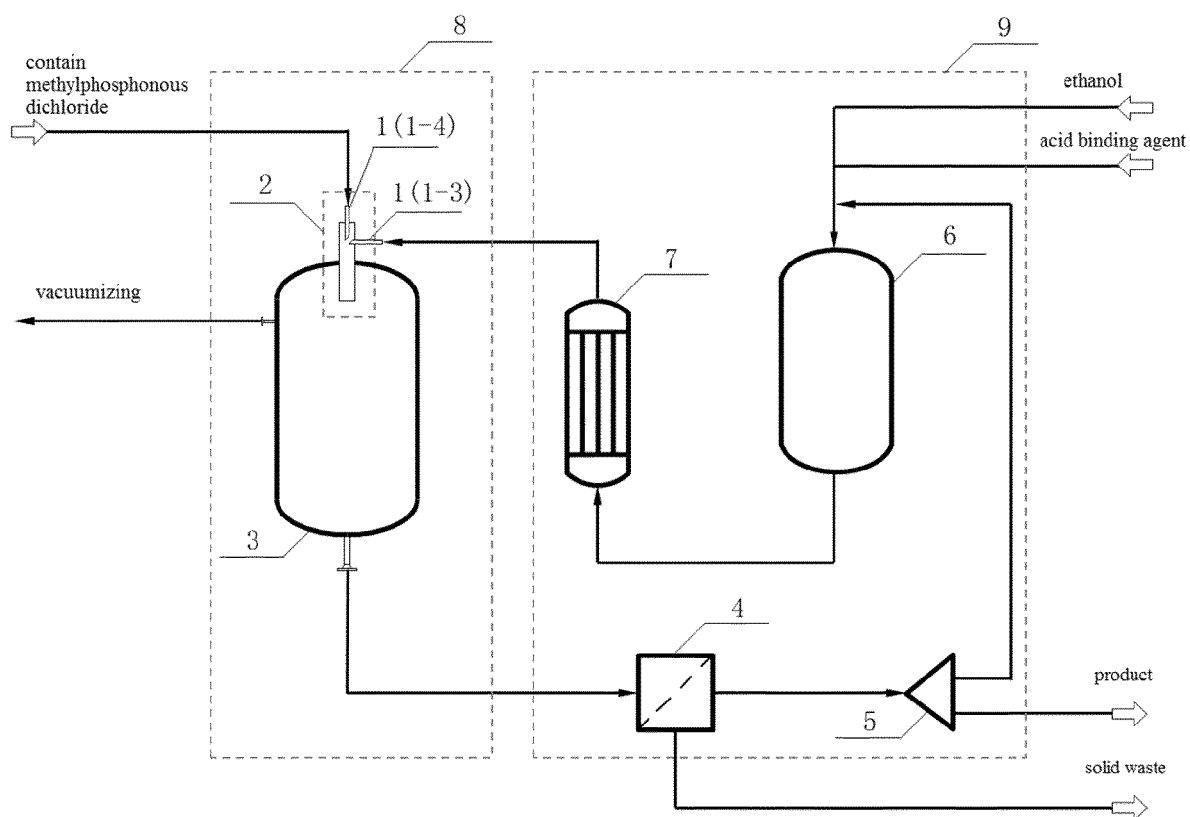 8
9
contain
methylphosphonous
dichloride
ethanol
1(1-4)
acid binding agent
2
1(1-3)
6
7
vacuumizing
3
4
product
5
solid waste